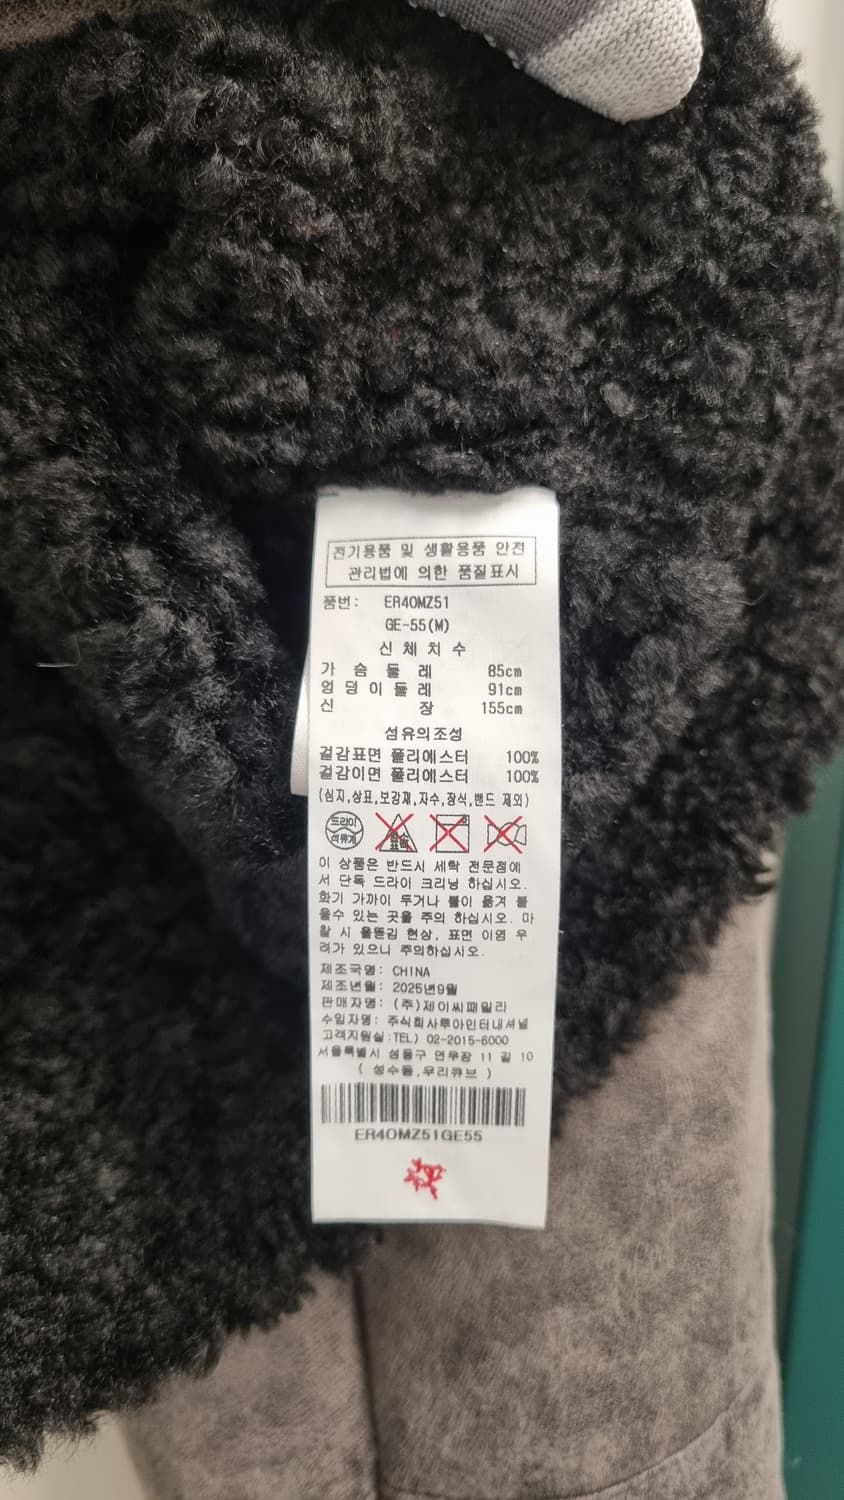 전기용품 및 생활용품 안전
관리법에 의한 품질표시
품번: ER4OMZ51
GE-55(M)
신 체 치 수
가 슴 둘 레 85cm
엉 덩 이 둘 레 91cm
신 장 155cm
섬유의조성
겉감표면 폴리에스터 100%
겉감이면 폴리에스터 100%
(심지,상표,보강재,자수,장식,밴드 제외)
드라이
석유계
염소
표백
이 상품은 반드시 세탁 전문점에
서 단독 드라이 크리닝 하십시오.
화기 가까이 두거나 불이 옮겨 붙
을수 있는 곳을 주의 하십시오. 마
찰 시 올뜯김 현상, 표면 이염 우
려가 있으니 주의하십시오.
제조국명: CHINA
제조년월: 2025년9월
판매자명: (주)제이씨패밀리
수입자명: 주식회사루아인터내셔널
고객지원실:TEL) 02-2015-6000
서울특별시 성동구 연무장 11 길 10
( 성수동,우리큐브 )
ER4OMZ51GE55